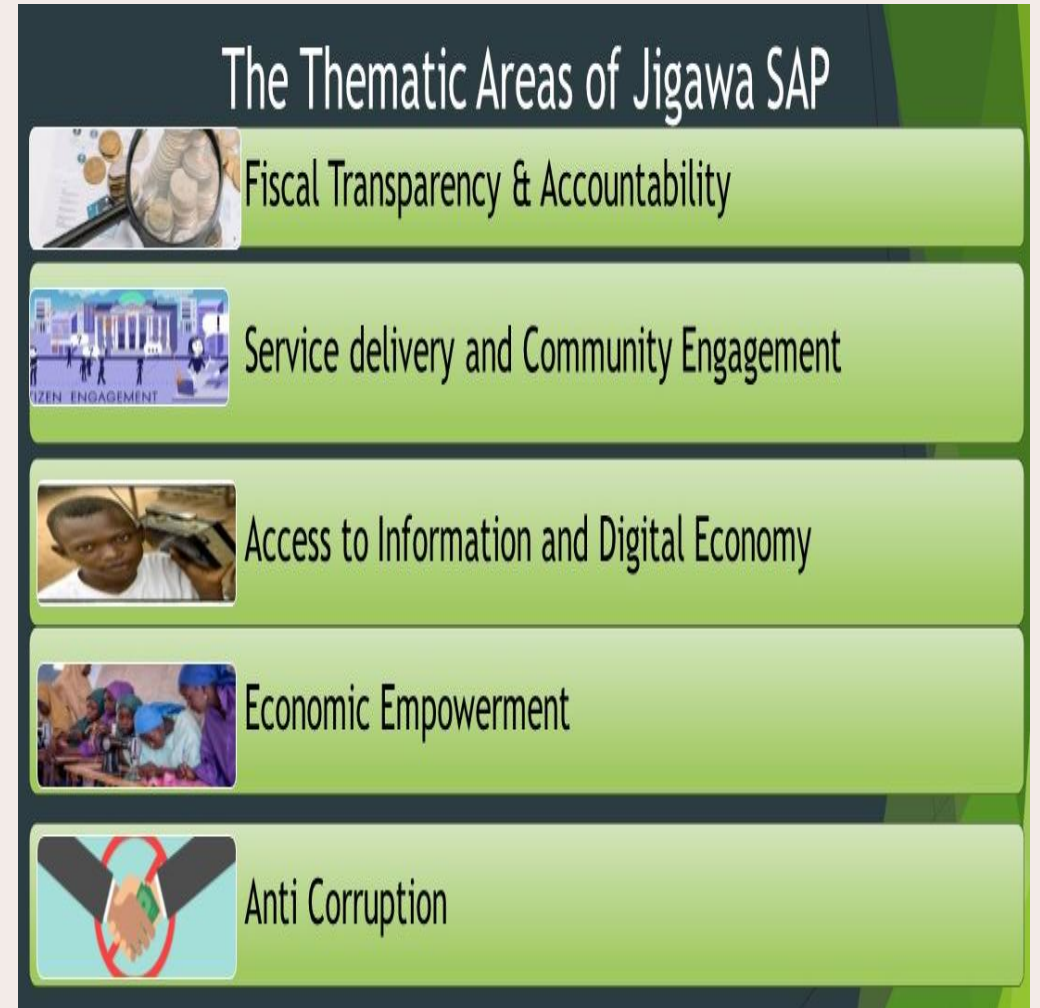 The Thematic Areas of Jigawa SAP
Fiscal Transparency & Accountability
Service delivery and Community Engagement
IZEN ENGAGEMENT
Access to Information and Digital Economy
Economic Empowerment
Anti Corruption